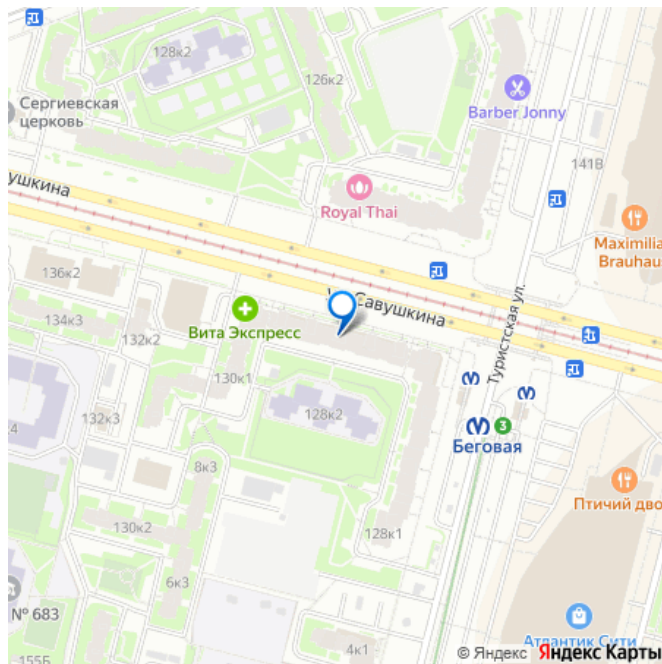 128к2
126к2
Сергиевская
церковь
Barber Jonny
141В
ушкина
Royal Thai
Maximilia
Brauhaus
136к2
Савушкина
Туристская ул.
134к3
132к2
Вита Экспресс
130к1
132к3
128к2
3
Беговая
8к3
Птичий дво
130к2
128к1
6к3
№ 683
155Б
4к1
Атлантик Сити
© Яндекс Яндекс Карты